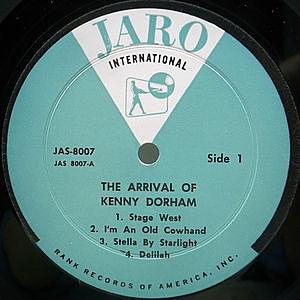 JARO
INTERNATIONAL
JAS-8007
JAS 8007-A
Side 1
THE ARRIVAL OF
KENNY DORHAM
1. Stage West
2. I'm An Old Cowhand
3. Stella By Starlight
4. Delilah
RANK RECORDS OF AMERICA, INC.